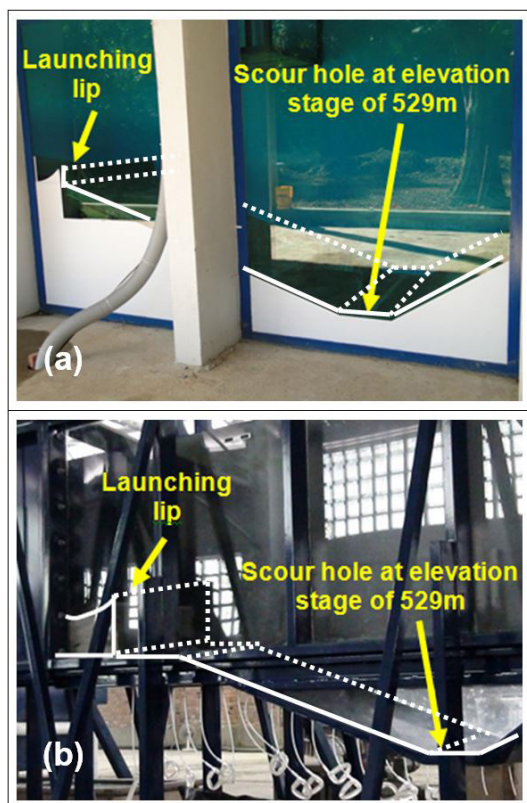 Launching
lip
Scour hole at elevation
stage of 529m
(a)
Launching
lip
Scour hole at elevation
stage of 529m
(b)